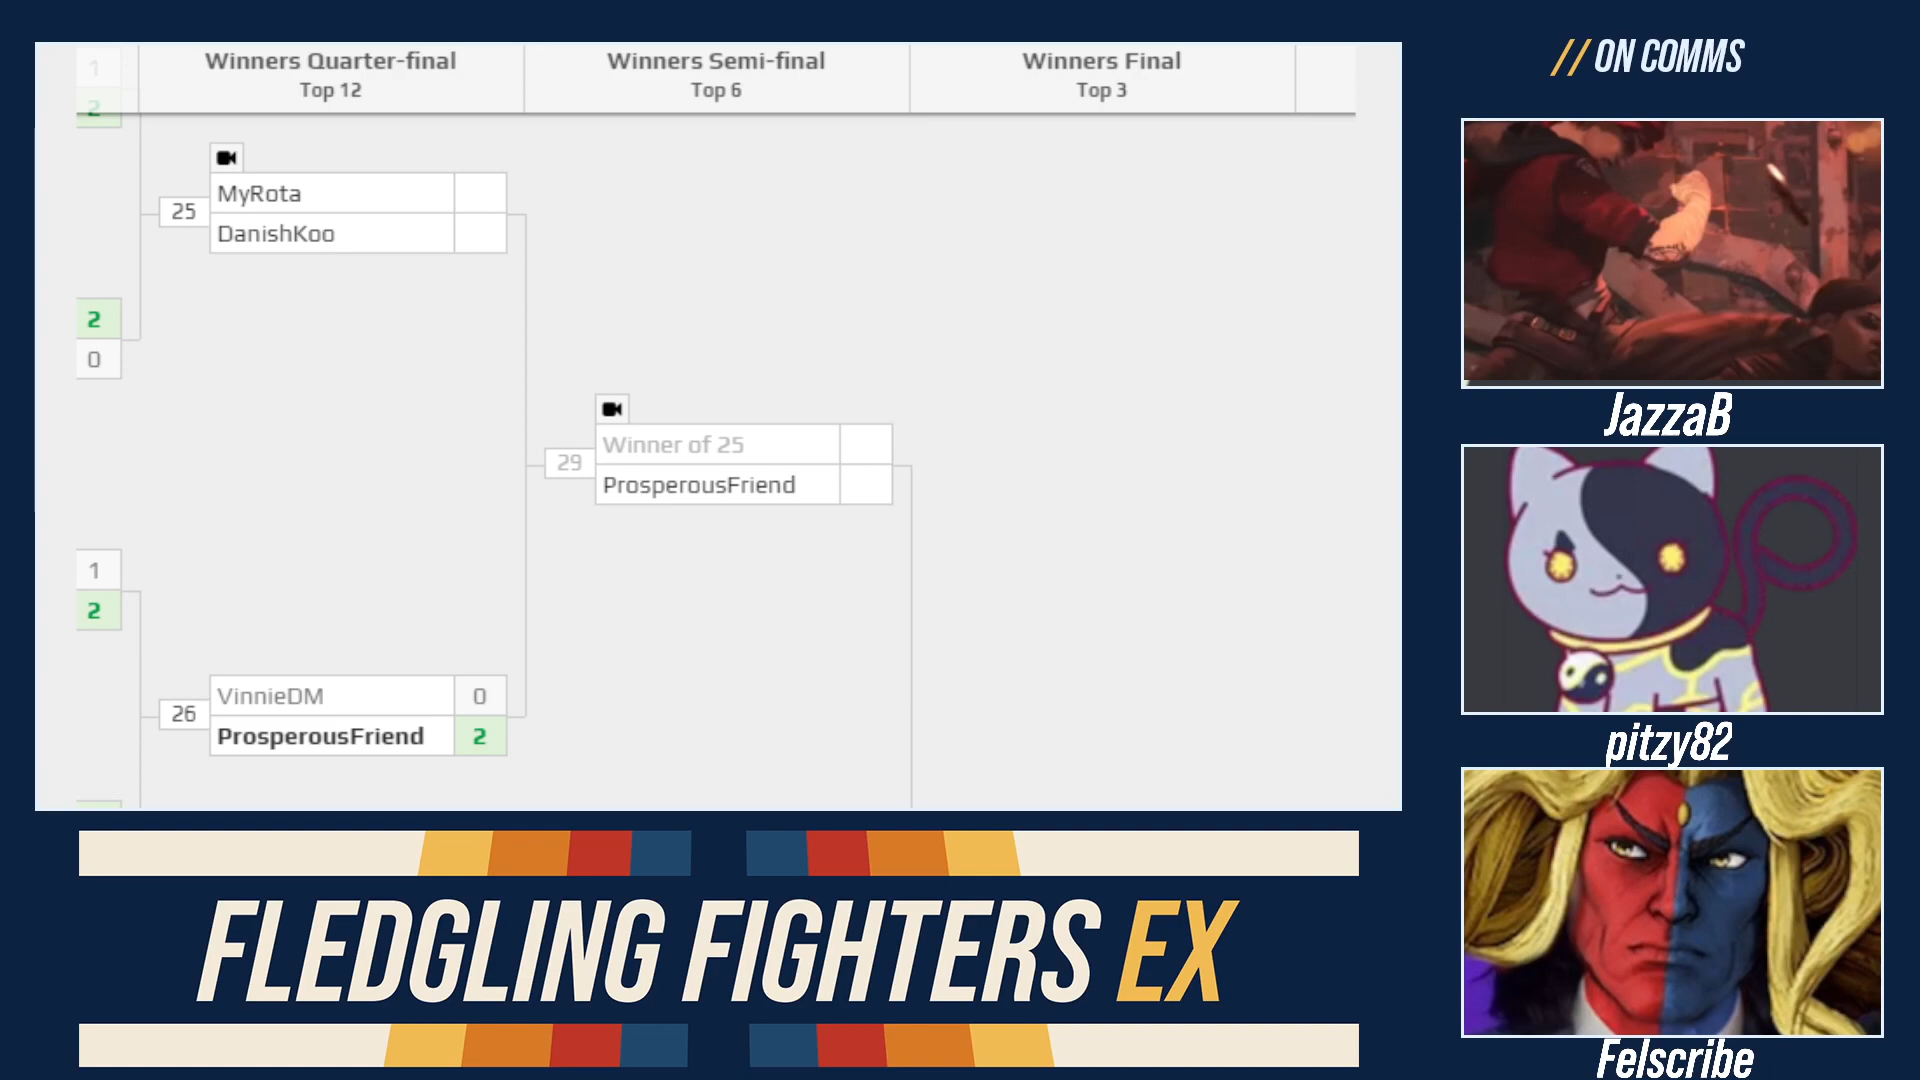 Winners Quarter-final
Top 12
Winners Semi-final
Top 6
Winners Final
Top 3
1
2
25
MyRota
DanishKoo
2
0
29
Winner of 25
ProsperousFriend
1
2
26
VinnieDM 0
ProsperousFriend 2
// ON COMMS
JazzaB
pitzy82
Felscribe
FLEDGLING FIGHTERS EX